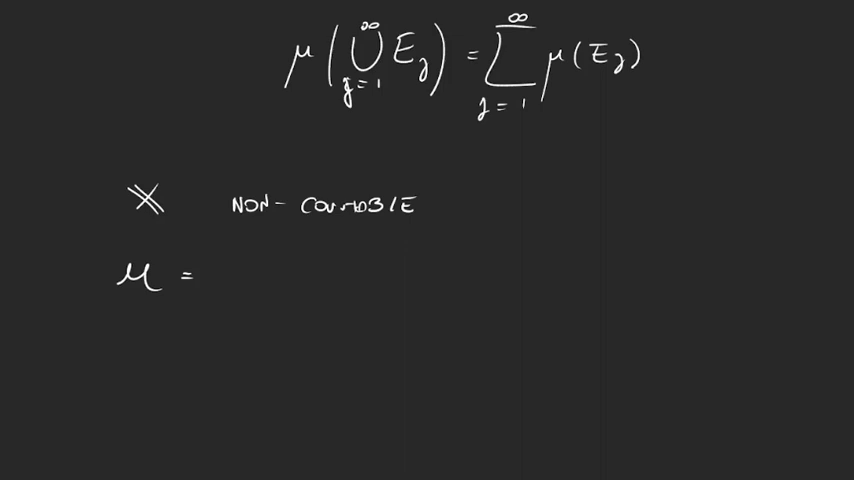 μ(⋃_{j=1}^{∞} E_j) = ∑_{j=1}^{∞} μ(E_j)
X NON-COUNTABLE
M =